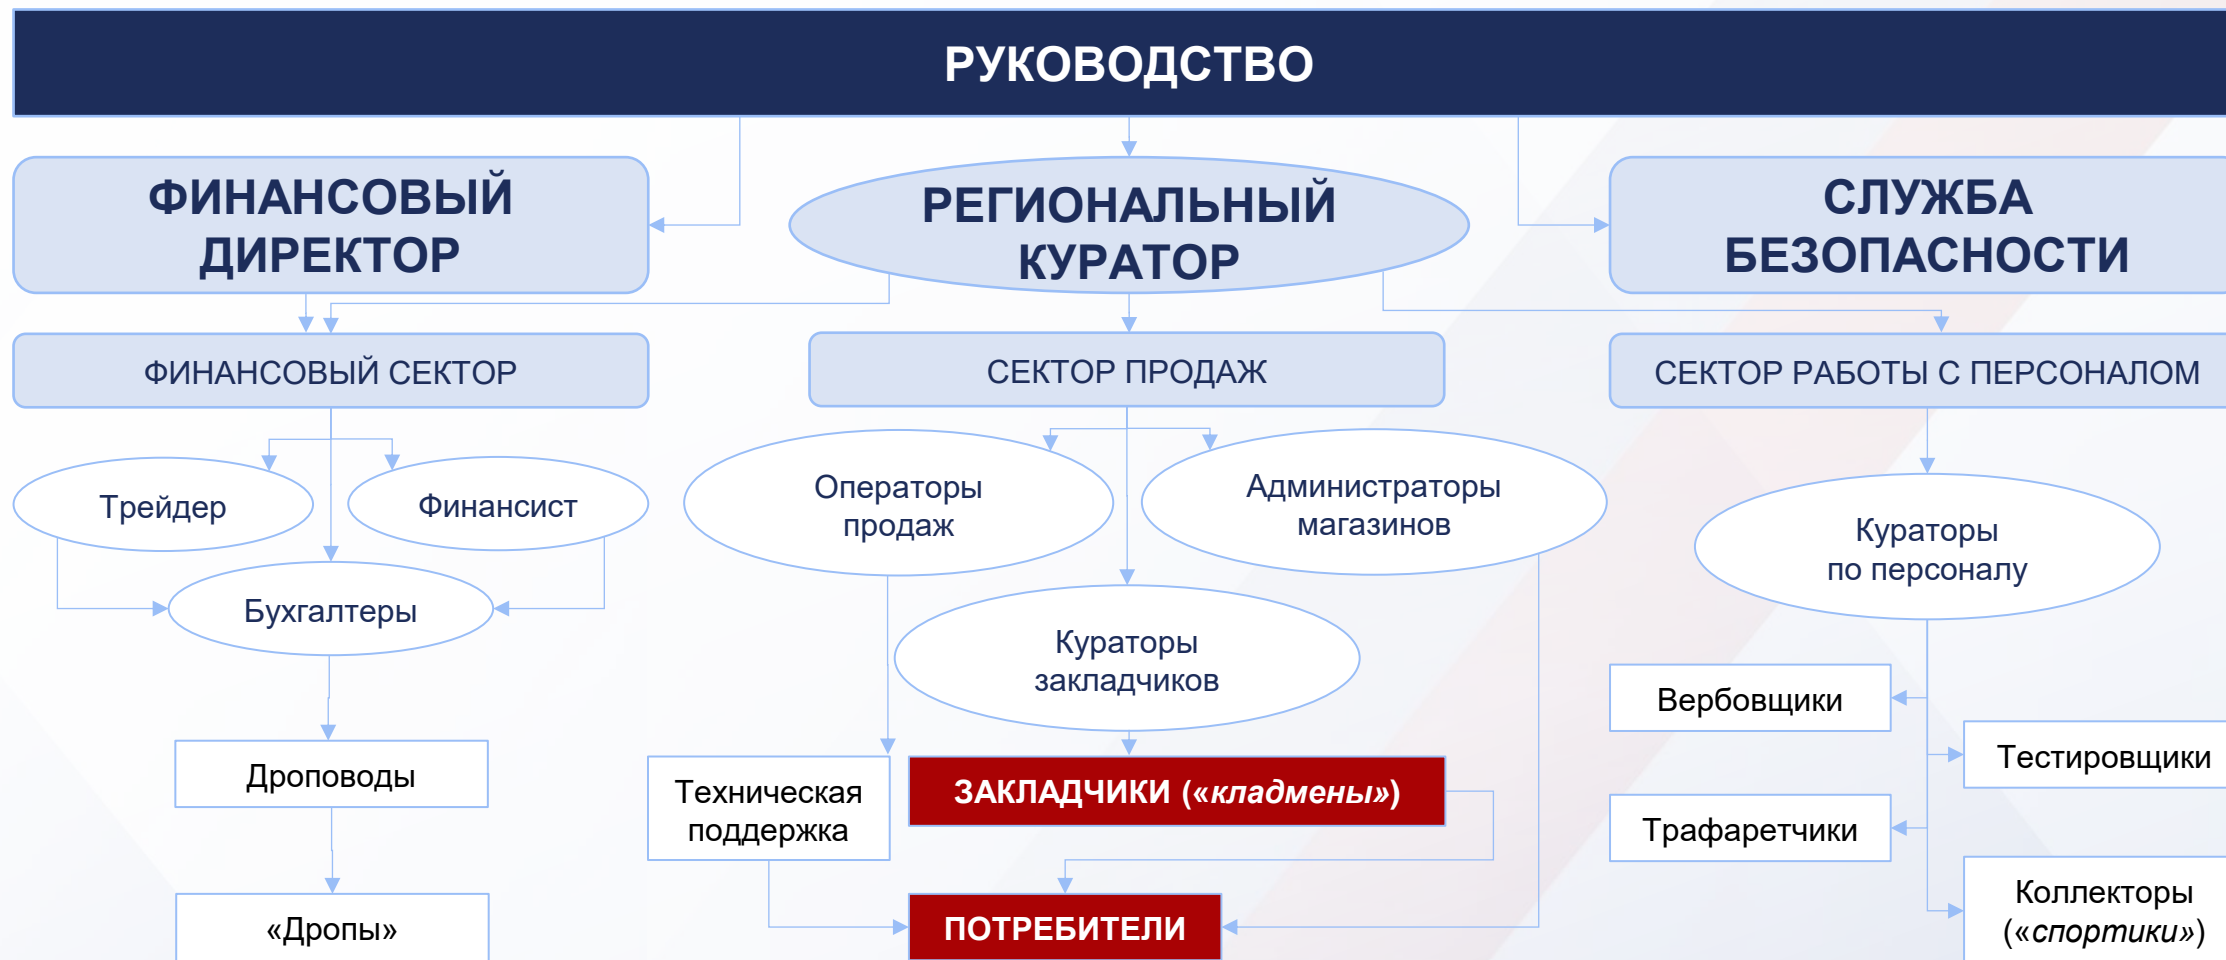 РУКОВОДСТВО
ФИНАНСОВЫЙ
ДИРЕКТОР
РЕГИОНАЛЬНЫЙ
КУРАТОР
СЛУЖБА
БЕЗОПАСНОСТИ
ФИНАНСОВЫЙ СЕКТОР
СЕКТОР ПРОДАЖ
СЕКТОР РАБОТЫ С ПЕРСОНАЛОМ
Трейдер
Финансист
Бухгалтеры
Дроповоды
«Дропы»
Операторы
продаж
Администраторы
магазинов
Кураторы
закладчиков
Техническая
поддержка
ЗАКЛАДЧИКИ («кладмены»)
ПОТРЕБИТЕЛИ
Кураторы
по персоналу
Вербовщики
Тестировщики
Трафаретчики
Коллекторы
(«спортики»)